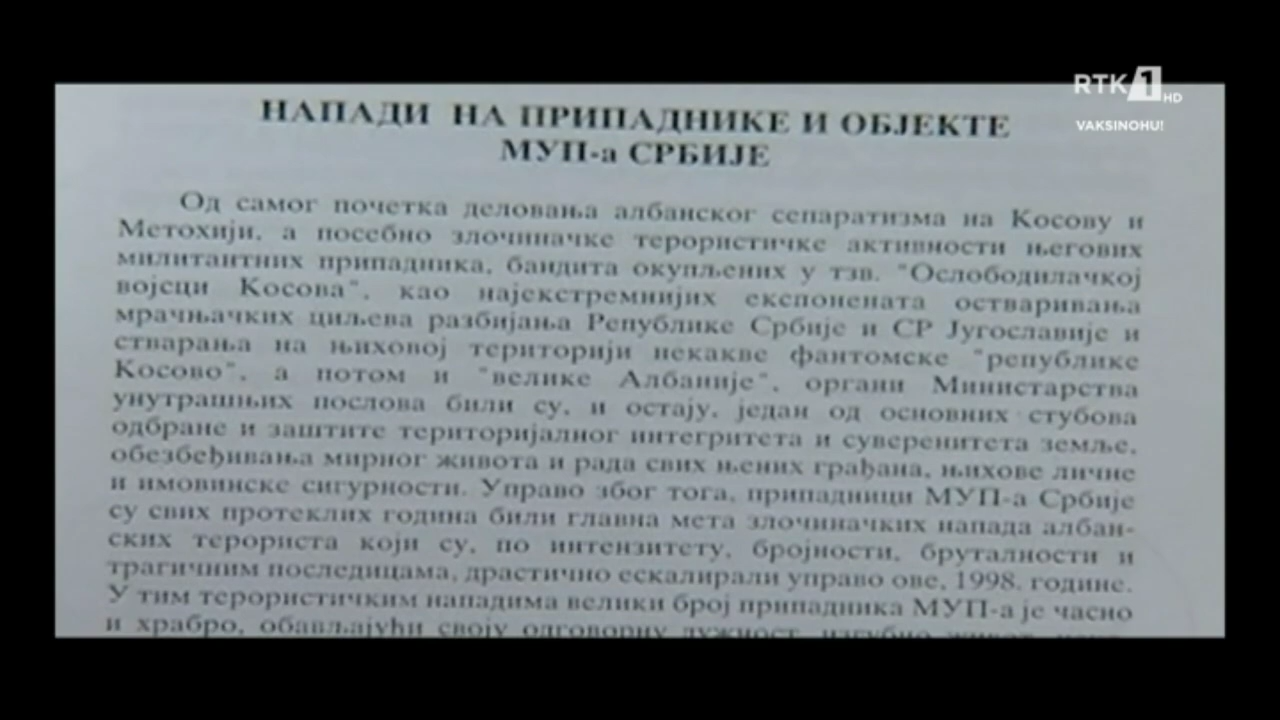 RTK 1 HD
VAKSINOHU!
НАПАДИ НА ПРИПАДНИКЕ И ОБЈЕКТЕ
МУП-а СРБИЈЕ
Од самог почетка деловања албанског сепаратизма на Косову и
Метохији, а посебно злочиначке терористичке активности његових
милитантних припадника, бандита окупљених у тзв. "Ослободилачкој
војсци Косова", као најекстремнијих експонената остваривања
мрачњачких циљева разбијања Републике Србије и СР Југославије и
стварања на њиховој територији некакве фантомске "републике
Косово", а потом и "велике Албаније", органи Министарства
унутрашњих послова били су, и остају, један од основних стубова
одбране и заштите територијалног интегритета и суверенитета земље,
обезбеђивања мирног живота и рада свих њених грађана, њихове личне
и имовинске сигурности. Управо због тога, припадници МУП-а Србије
су свих протеклих година били главна мета злочиначких напада албан-
ских терориста који су, по интензитету, бројности, бруталности и
трагичним последицама, драстично ескалирали управо ове, 1998. године.
У тим терористичким нападима велики број припадника МУП-а је часно
и храбро, обављајући своју одговорну дужност,